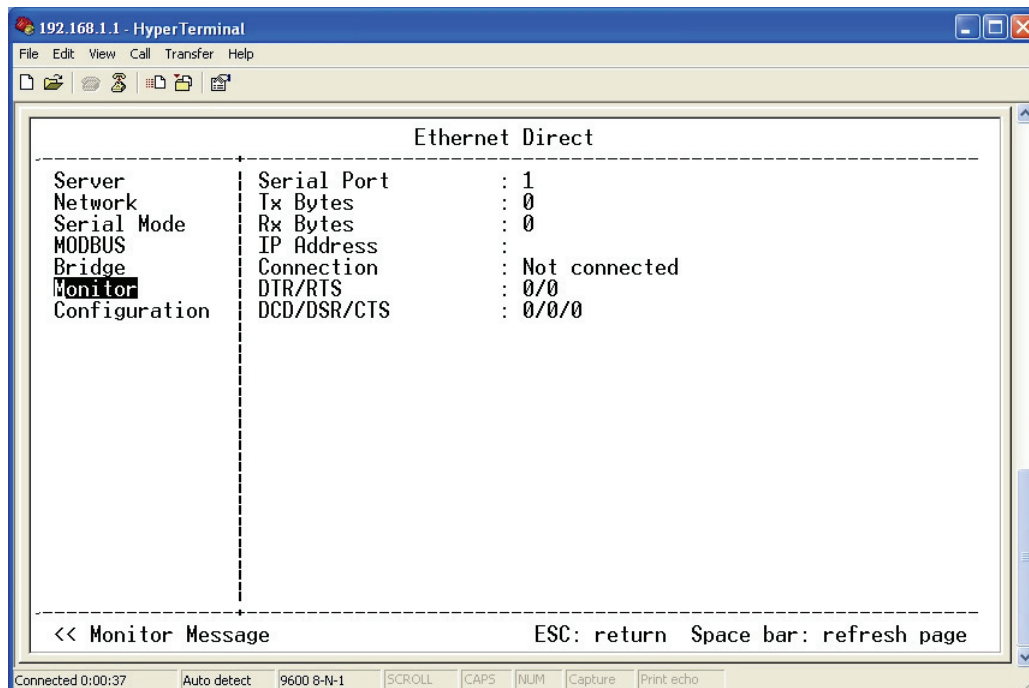 192.168.1.1 - HyperTerminal
File Edit View Call Transfer Help
Ethernet Direct
Server Serial Port : 1
Network Tx Bytes : 0
Serial Mode Rx Bytes : 0
MODBUS IP Address :
Bridge Connection : Not connected
Monitor DTR/RTS : 0/0
Configuration DCD/DSR/CTS : 0/0/0
<< Monitor Message ESC: return Space bar: refresh page
Connected 0:00:37 Auto detect 9600 8-N-1 SCROLL CAPS NUM Capture Print echo